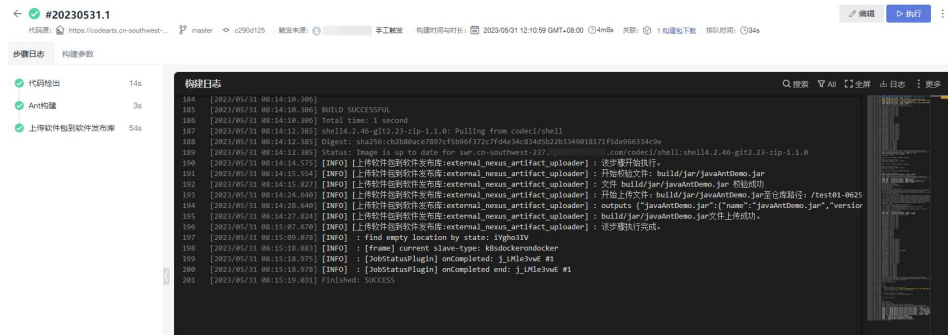 #20230531.1
编辑
执行
代码源： https://codearts.cn-southwest-... master c290d125 触发来源： 手工触发 构建时间与时长： 2023/05/31 12:10:59 GMT+08:00 4m8s 关联： 1 构建包下载 排队时间： 34s
步骤日志 构建参数
代码检出 14s
Ant构建 3s
上传软件包到软件发布库 54s
构建日志 搜索 All 全屏 日志 更多
184 [2023/05/31 08:14:10.306]
185 [2023/05/31 08:14:10.306] BUILD SUCCESSFUL
186 [2023/05/31 08:14:10.306] Total time: 1 second
187 [2023/05/31 08:14:12.385] shell4.2.46-git2.23-zip-1.1.0: Pulling from codeci/shell
188 [2023/05/31 08:14:12.385] Digest: sha256:cb2b80ace7897cf5b96f372c7fd4e34c834d5b22b3349018171f5de966334c9e
189 [2023/05/31 08:14:12.385] Status: Image is up to date for swr.cn-southwest-237. .com/codeci/shell:shell4.2.46-git2.23-zip-1.1.0
190 [2023/05/31 08:14:14.575] [INFO] [上传软件包到软件发布库:external_nexus_artifact_uploader] : 该步骤开始执行。
191 [2023/05/31 08:14:15.554] [INFO] [上传软件包到软件发布库:external_nexus_artifact_uploader] : 开始校验文件: build/jar/javaAntDemo.jar
192 [2023/05/31 08:14:15.827] [INFO] [上传软件包到软件发布库:external_nexus_artifact_uploader] : 文件 build/jar/javaAntDemo.jar 校验成功
193 [2023/05/31 08:14:24.640] [INFO] [上传软件包到软件发布库:external_nexus_artifact_uploader] : 开始上传文件: build/jar/javaAntDemo.jar至仓库路径: /test01-0625
194 [2023/05/31 08:14:28.640] [INFO] [上传软件包到软件发布库:external_nexus_artifact_uploader] : outputs {"javaAntDemo.jar":{"name":"javaAntDemo.jar","version
195 [2023/05/31 08:14:27.824] [INFO] [上传软件包到软件发布库:external_nexus_artifact_uploader] : build/jar/javaAntDemo.jar文件上传成功。
196 [2023/05/31 08:15:07.670] [INFO] [上传软件包到软件发布库:external_nexus_artifact_uploader] : 该步骤执行完成。
197 [2023/05/31 08:15:09.078] [INFO] : find empty location by state: iYgho3IV
198 [2023/05/31 08:15:18.883] [INFO] : [frame] current slave-type: k8sdockerondocker
199 [2023/05/31 08:15:18.975] [INFO] : [JobStatusPlugin] onCompleted: j_LMle3vwE #1
200 [2023/05/31 08:15:18.978] [INFO] : [JobStatusPlugin] onCompleted end: j_LMle3vwE #1
201 [2023/05/31 08:15:19.031] Finished: SUCCESS